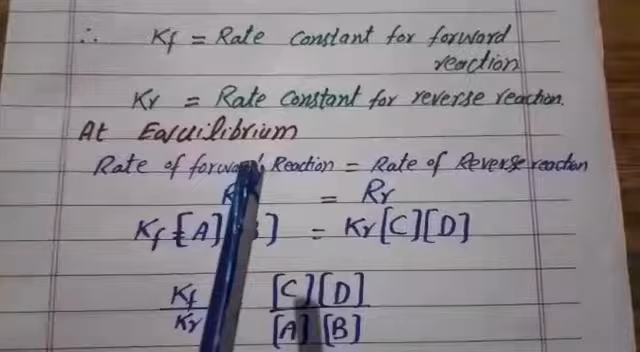 ∴ Kf = Rate Constant for forward
reaction
Kr = Rate Constant for reverse reaction.
At Eauilibrium
Rate of forward Reaction = Rate of Reverse reaction
= Rr
Kf [A] ] = Kr [C][D]
Kf [C][D]
Kr [A][B]